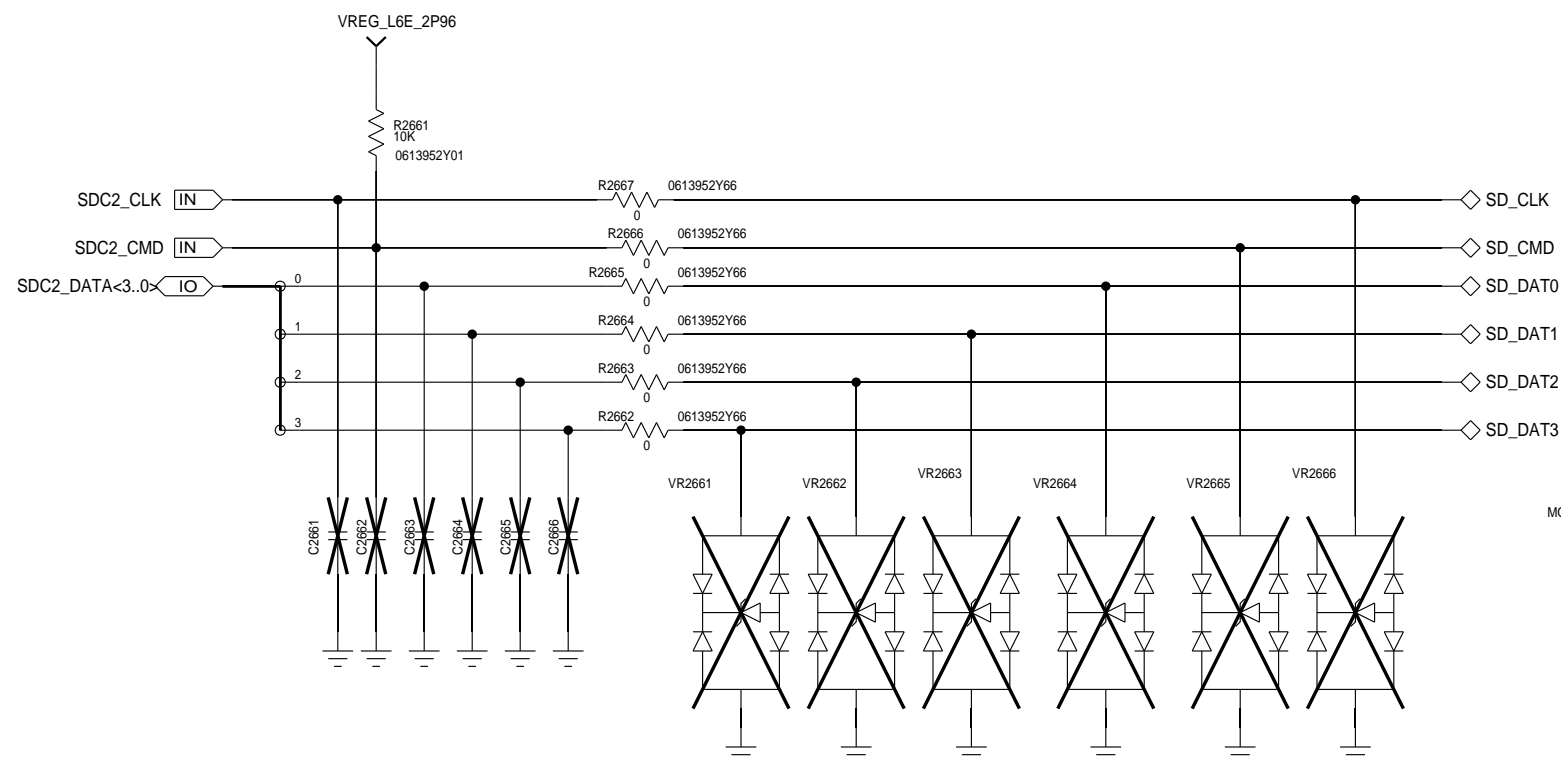 VREG_L6E_2P96
R2661
10K
0613952Y01
SDC2_CLK IN R2667 0613952Y66 0 SD_CLK
SDC2_CMD IN R2666 0613952Y66 0 SD_CMD
SDC2_DATA<3..0> IO 0 R2665 0613952Y66 0 SD_DAT0
1 R2664 0613952Y66 0 SD_DAT1
2 R2663 0613952Y66 0 SD_DAT2
3 R2662 0613952Y66 0 SD_DAT3
VR2661 VR2662 VR2663 VR2664 VR2665 VR2666
MO
C2661 C2662 C2663 C2664 C2665 C2666